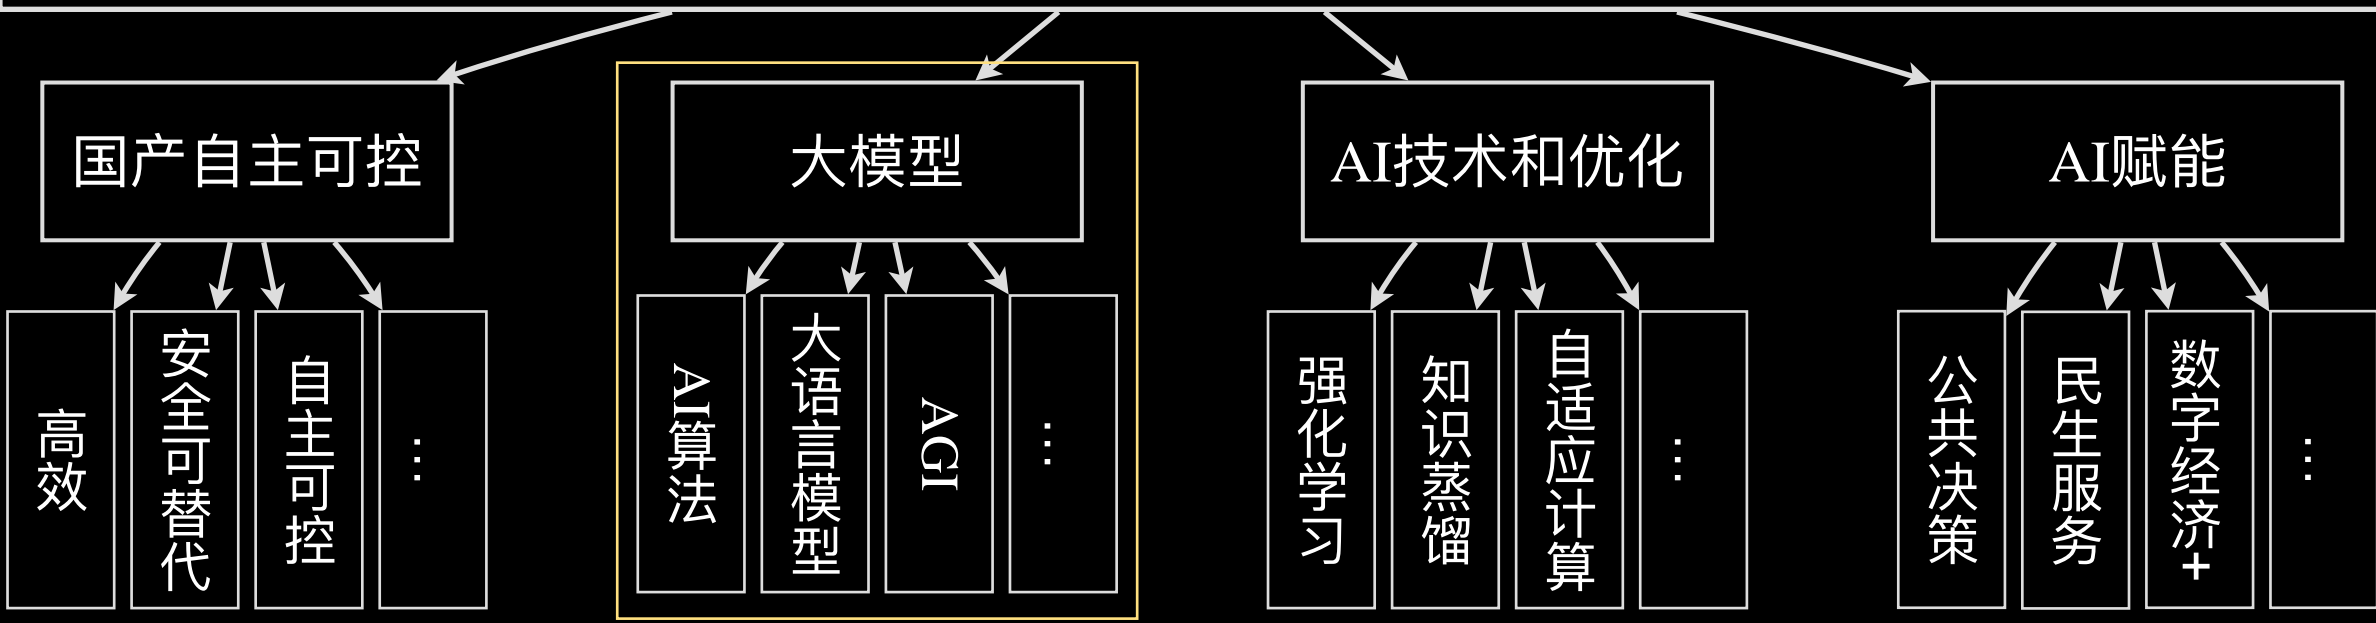 国产自主可控
大模型
AI技术和优化
AI赋能
高效
安全可替代
自主可控
...
AI算法
大语言模型
AGI
...
强化学习
知识蒸馏
自适应计算
...
公共决策
民生服务
数字经济+
...